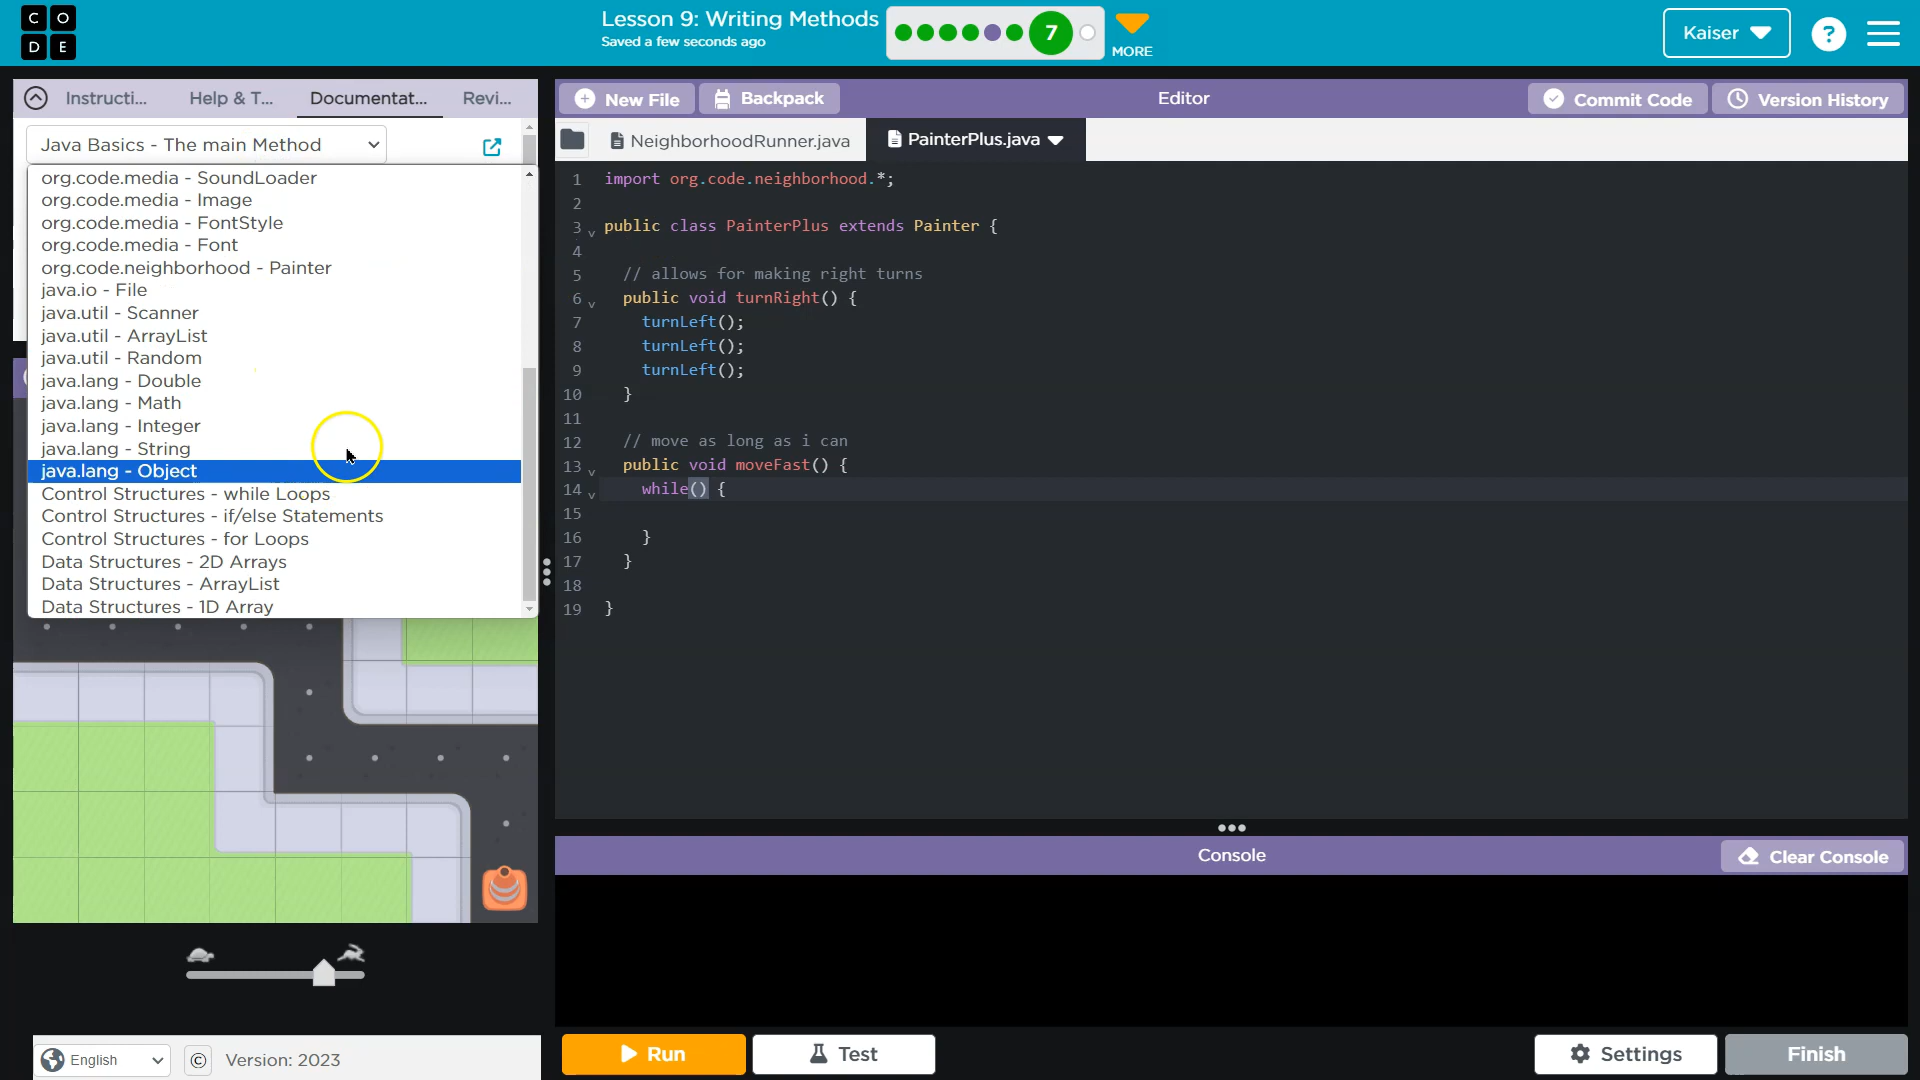 C O
D E
Lesson 9: Writing Methods
Saved a few seconds ago
7
MORE
Kaiser
?
Instructi...
Help & T...
Documentat...
Revi...
Java Basics - The main Method
org.code.media - SoundLoader
org.code.media - Image
org.code.media - FontStyle
org.code.media - Font
org.code.neighborhood - Painter
java.io - File
java.util - Scanner
java.util - ArrayList
java.util - Random
java.lang - Double
java.lang - Math
java.lang - Integer
java.lang - String
java.lang - Object
Control Structures - while Loops
Control Structures - if/else Statements
Control Structures - for Loops
Data Structures - 2D Arrays
Data Structures - ArrayList
Data Structures - 1D Array
English
©
Version: 2023
New File
Backpack
Editor
Commit Code
Version History
NeighborhoodRunner.java
PainterPlus.java
1 import org.code.neighborhood.*;
2
3 public class PainterPlus extends Painter {
4
5 // allows for making right turns
6 public void turnRight() {
7 turnLeft();
8 turnLeft();
9 turnLeft();
10 }
11
12 // move as long as i can
13 public void moveFast() {
14 while() {
15
16 }
17 }
18
19 }
Console
Clear Console
Run
Test
Settings
Finish